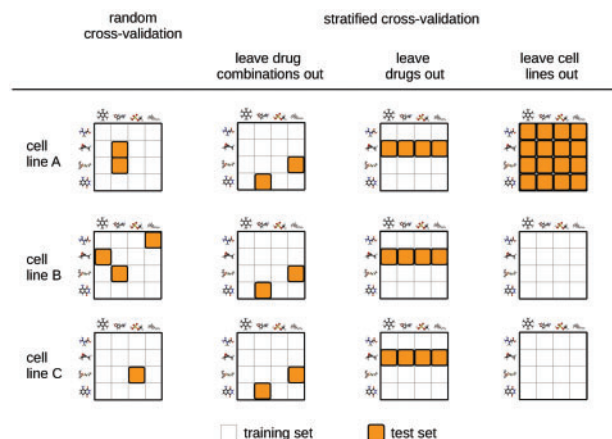 random
cross-validation
stratified cross-validation
leave drug
combinations out
leave
drugs out
leave cell
lines out
cell
line A
cell
line B
cell
line C
training set
test set